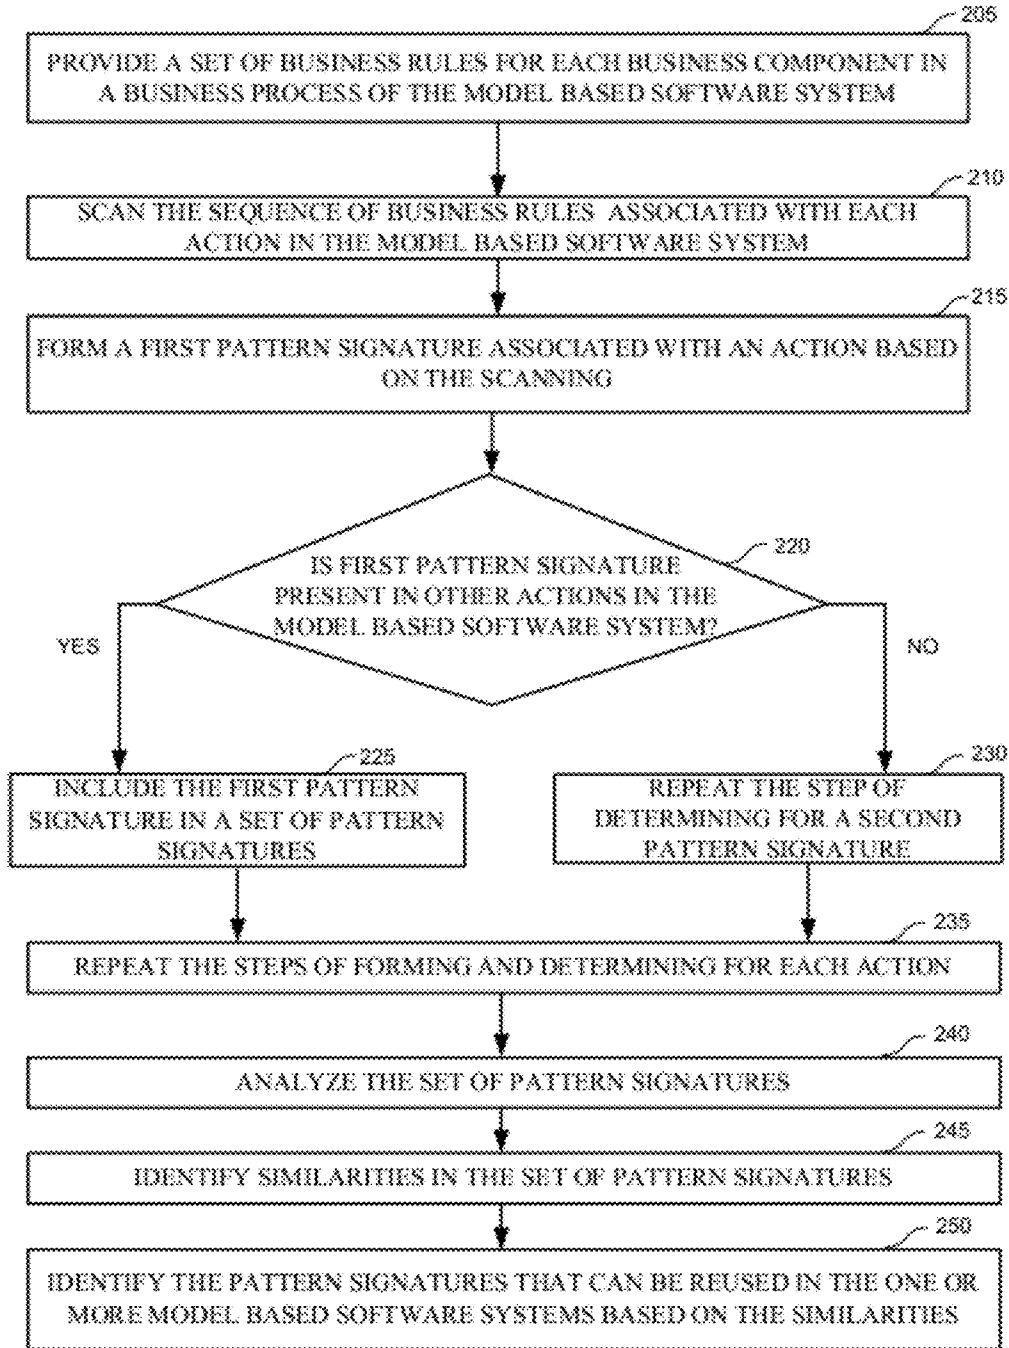 205
PROVIDE A SET OF BUSINESS RULES FOR EACH BUSINESS COMPONENT IN
A BUSINESS PROCESS OF THE MODEL BASED SOFTWARE SYSTEM
210
SCAN THE SEQUENCE OF BUSINESS RULES ASSOCIATED WITH EACH
ACTION IN THE MODEL BASED SOFTWARE SYSTEM
215
FORM A FIRST PATTERN SIGNATURE ASSOCIATED WITH AN ACTION BASED
ON THE SCANNING
220
IS FIRST PATTERN SIGNATURE
PRESENT IN OTHER ACTIONS IN THE
MODEL BASED SOFTWARE SYSTEM?
YES
NO
225
INCLUDE THE FIRST PATTERN
SIGNATURE IN A SET OF PATTERN
SIGNATURES
230
REPEAT THE STEP OF
DETERMINING FOR A SECOND
PATTERN SIGNATURE
235
REPEAT THE STEPS OF FORMING AND DETERMINING FOR EACH ACTION
240
ANALYZE THE SET OF PATTERN SIGNATURES
245
IDENTIFY SIMILARITIES IN THE SET OF PATTERN SIGNATURES
250
IDENTIFY THE PATTERN SIGNATURES THAT CAN BE REUSED IN THE ONE OR
MORE MODEL BASED SOFTWARE SYSTEMS BASED ON THE SIMILARITIES